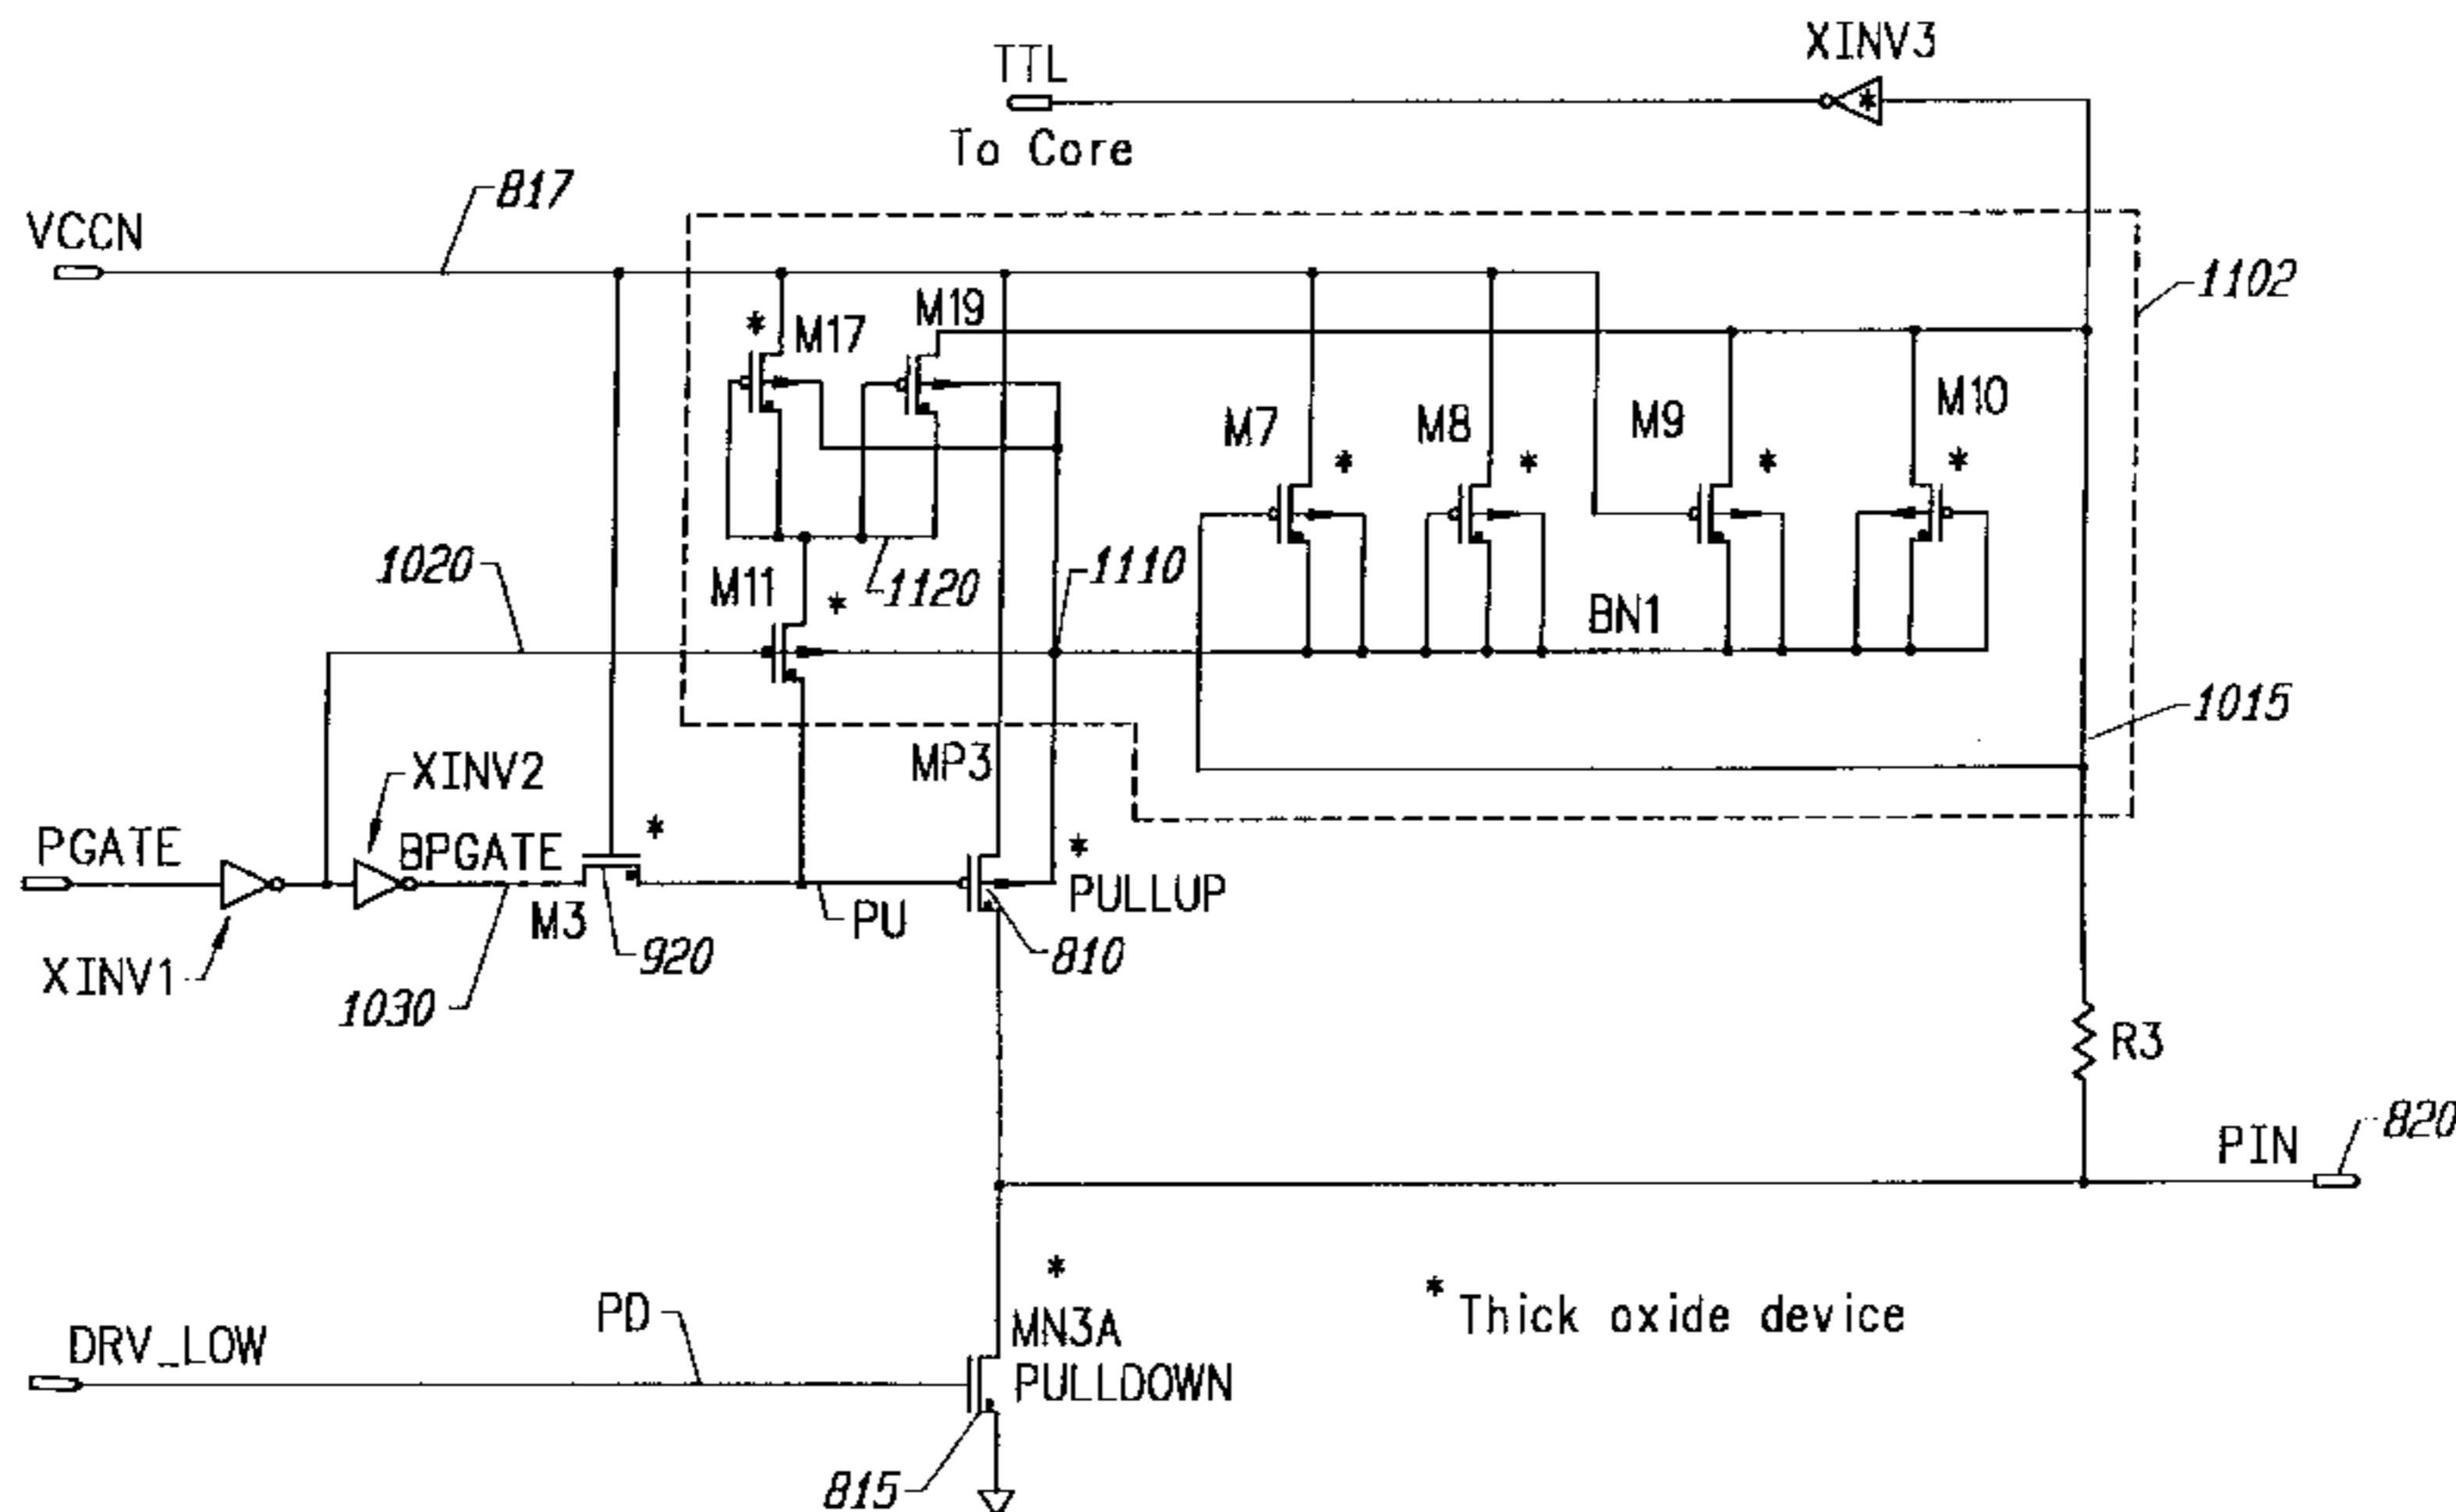 XINV3
TTL
*
To Core
817
VCCN
1102
* M17
M19
M7 *
M8 *
M9 *
M10 *
1020
M11 *
1120
1110
BN1
1015
MP3
XINV2
PGATE
BPGATE
*
*
PULLUP
M3
920
PU
810
XINV1
1030
R3
820
PIN
*
PD
MN3A
* Thick oxide device
DRV_LOW
PULLDOWN
815